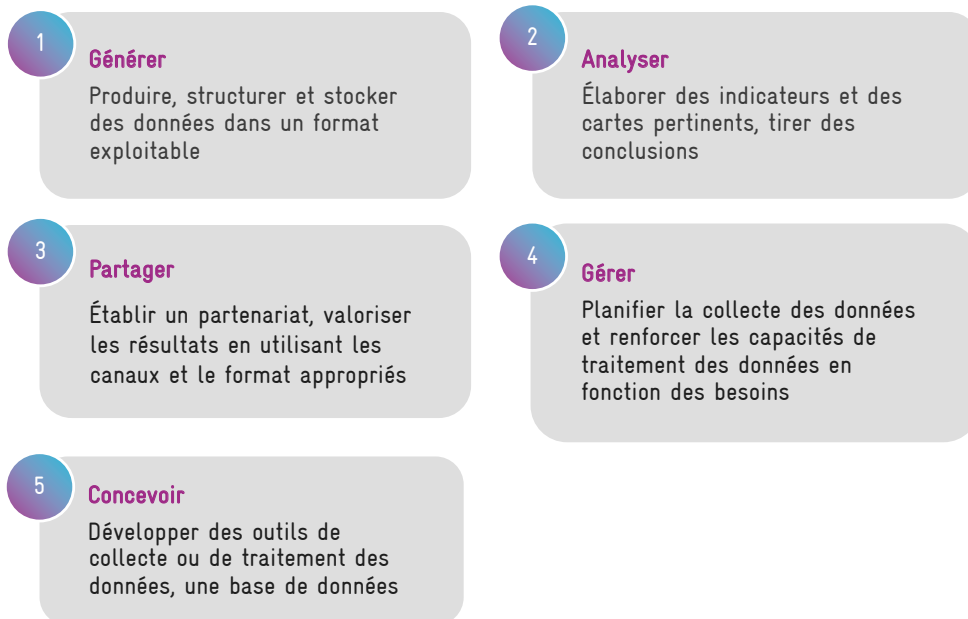 1
Générer
Produire, structurer et stocker
des données dans un format
exploitable
2
Analyser
Élaborer des indicateurs et des
cartes pertinents, tirer des
conclusions
3
Partager
Établir un partenariat, valoriser
les résultats en utilisant les
canaux et le format appropriés
4
Gérer
Planifier la collecte des données
et renforcer les capacités de
traitement des données en
fonction des besoins
5
Concevoir
Développer des outils de
collecte ou de traitement des
données, une base de données